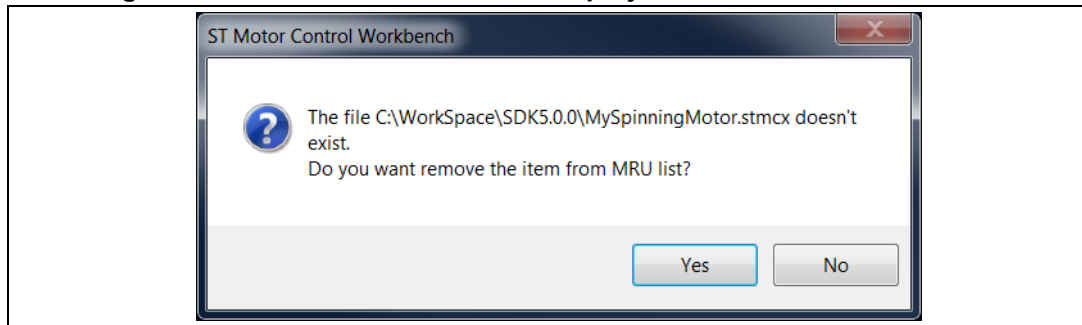 ST Motor Control Workbench
The file C:\WorkSpace\SDK5.0.0\MySpinningMotor.stmcx doesn't
exist.
Do you want remove the item from MRU list?
Yes
No